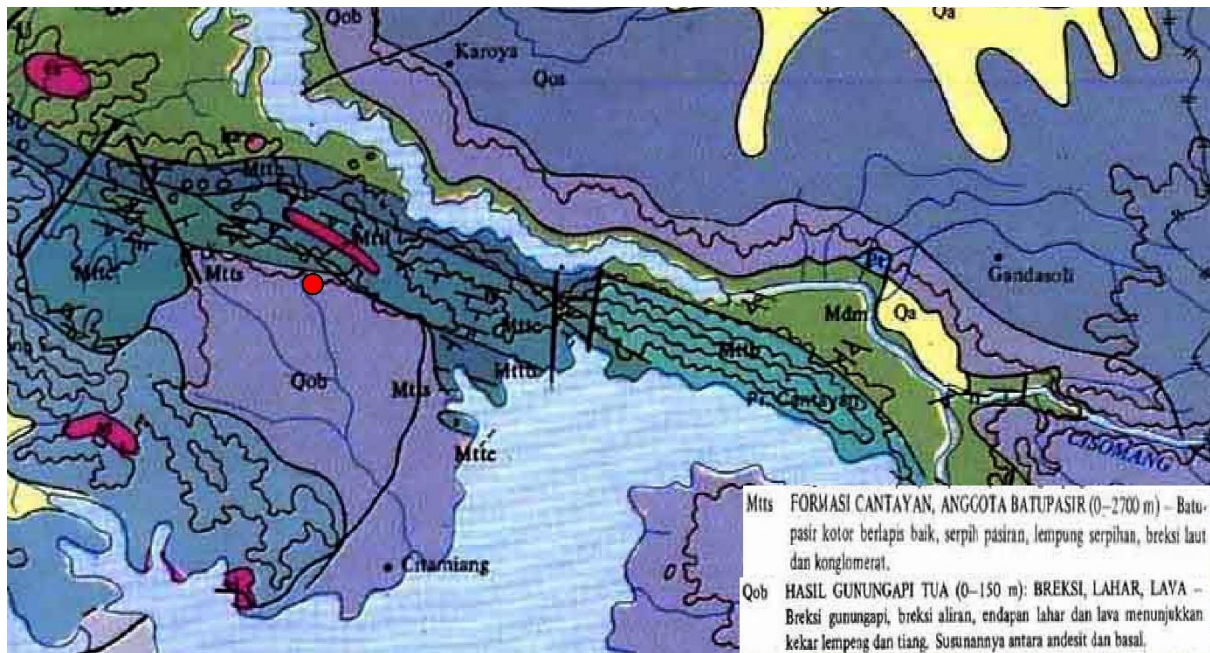 Qob
Qa
Karoya
Qos
Mttc
Mtts
Qob
Mtts
Mttc
Gandasoli
Mdm
Qa
Pr. Cantayan
CISOMANG
Citamiang
Mtts FORMASI CANTAYAN, ANGGOTA BATUPASIR (0–2700 m) – Batu-
pasir kotor berlapis baik, serpih pasiran, lempung serpihan, breksi laut
dan konglomerat.
Qob HASIL GUNUNGAPI TUA (0–150 m): BREKSI, LAHAR, LAVA –
Breksi gunungapi, breksi aliran, endapan lahar dan lava menunjukkan
kekar lempeng dan tiang. Susunannya antara andesit dan basal.